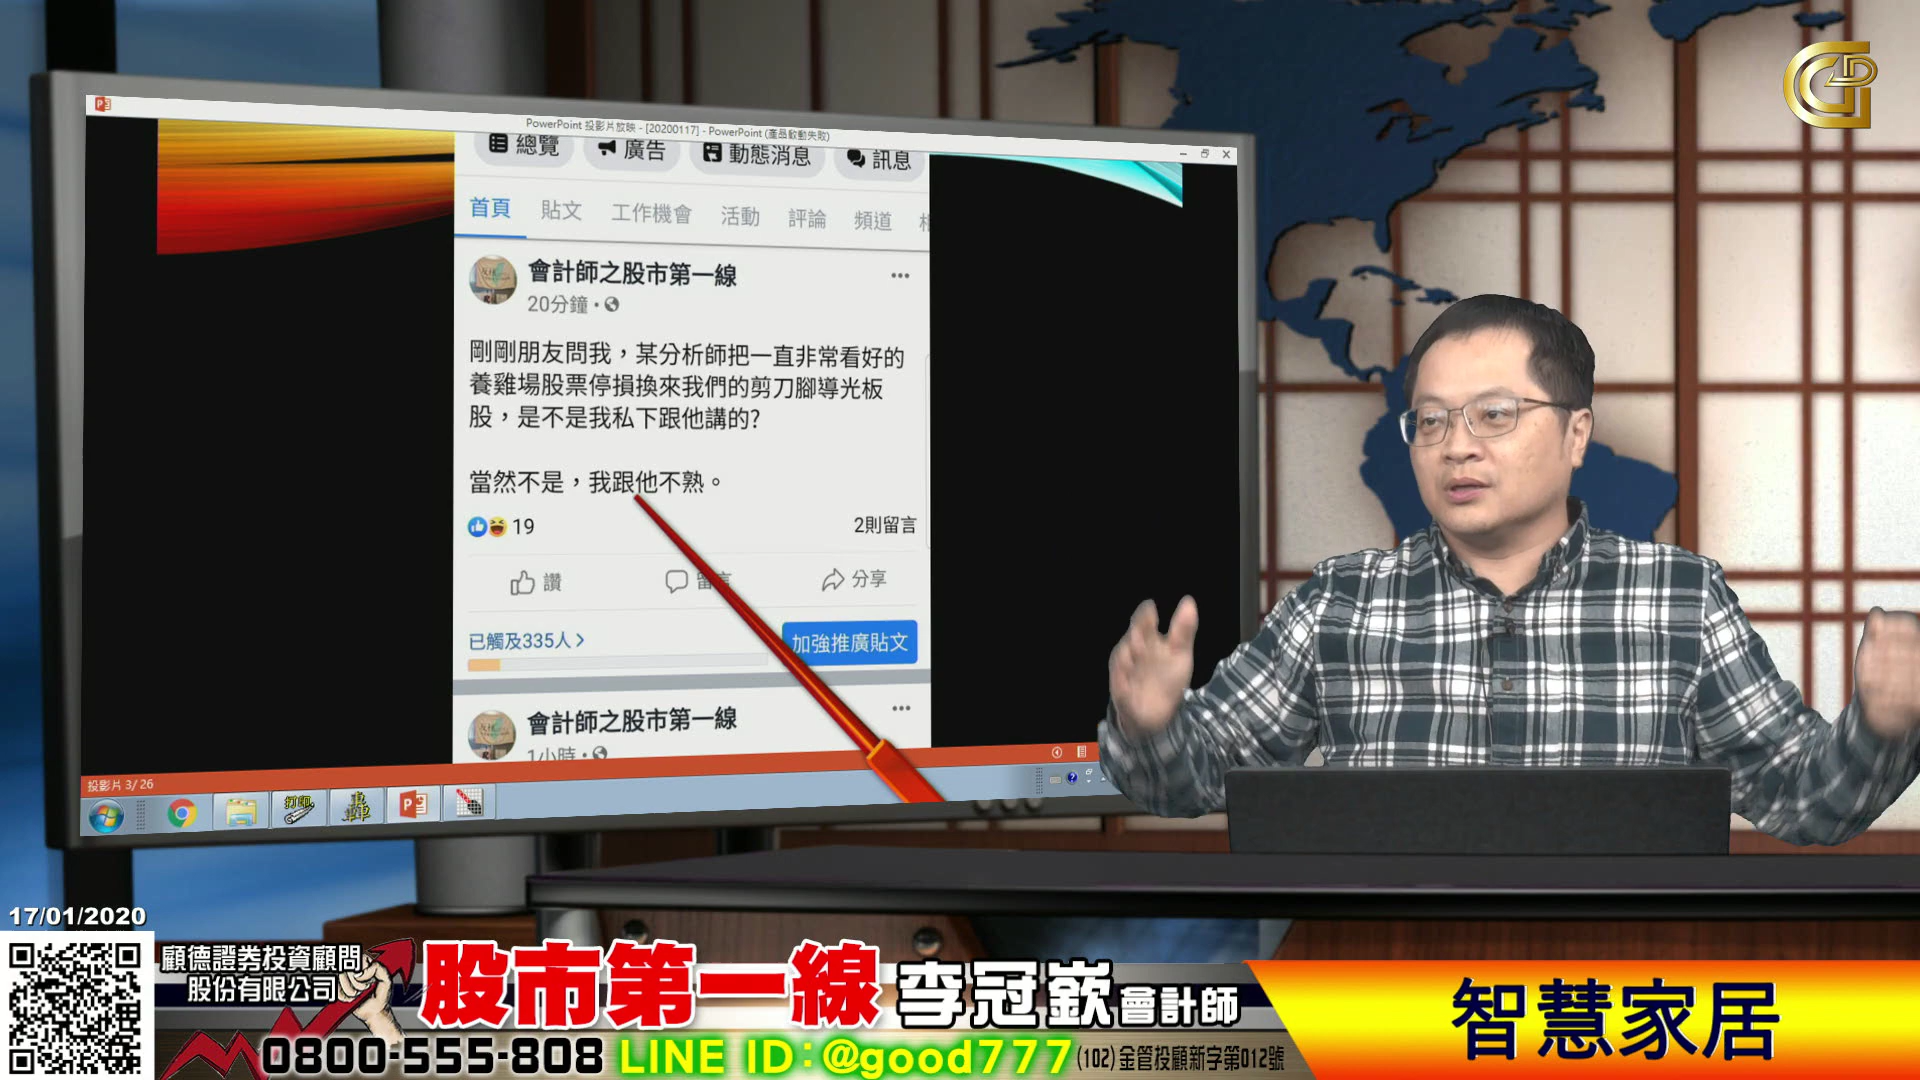 PowerPoint 投影片放映 - [20200117] - PowerPoint (產品啟動失敗)
總覽 廣告 動態消息 訊息
首頁 貼文 工作機會 活動 評論 頻道
會計師之股市第一線
20分鐘
剛剛朋友問我，某分析師把一直非常看好的
養雞場股票停損換來我們的剪刀腳導光板
股，是不是我私下跟他講的?
當然不是，我跟他不熟。
19 2則留言
讚 留言 分享
已觸及335人 加強推廣貼文
會計師之股市第一線
1小時
投影片 3/ 26
打印
17/01/2020
顧德證券投資顧問
股份有限公司
股市第一線 李冠嶔 會計師
0800-555-808 LINE ID：@good777 (102)金管投顧新字第012號
智慧家居